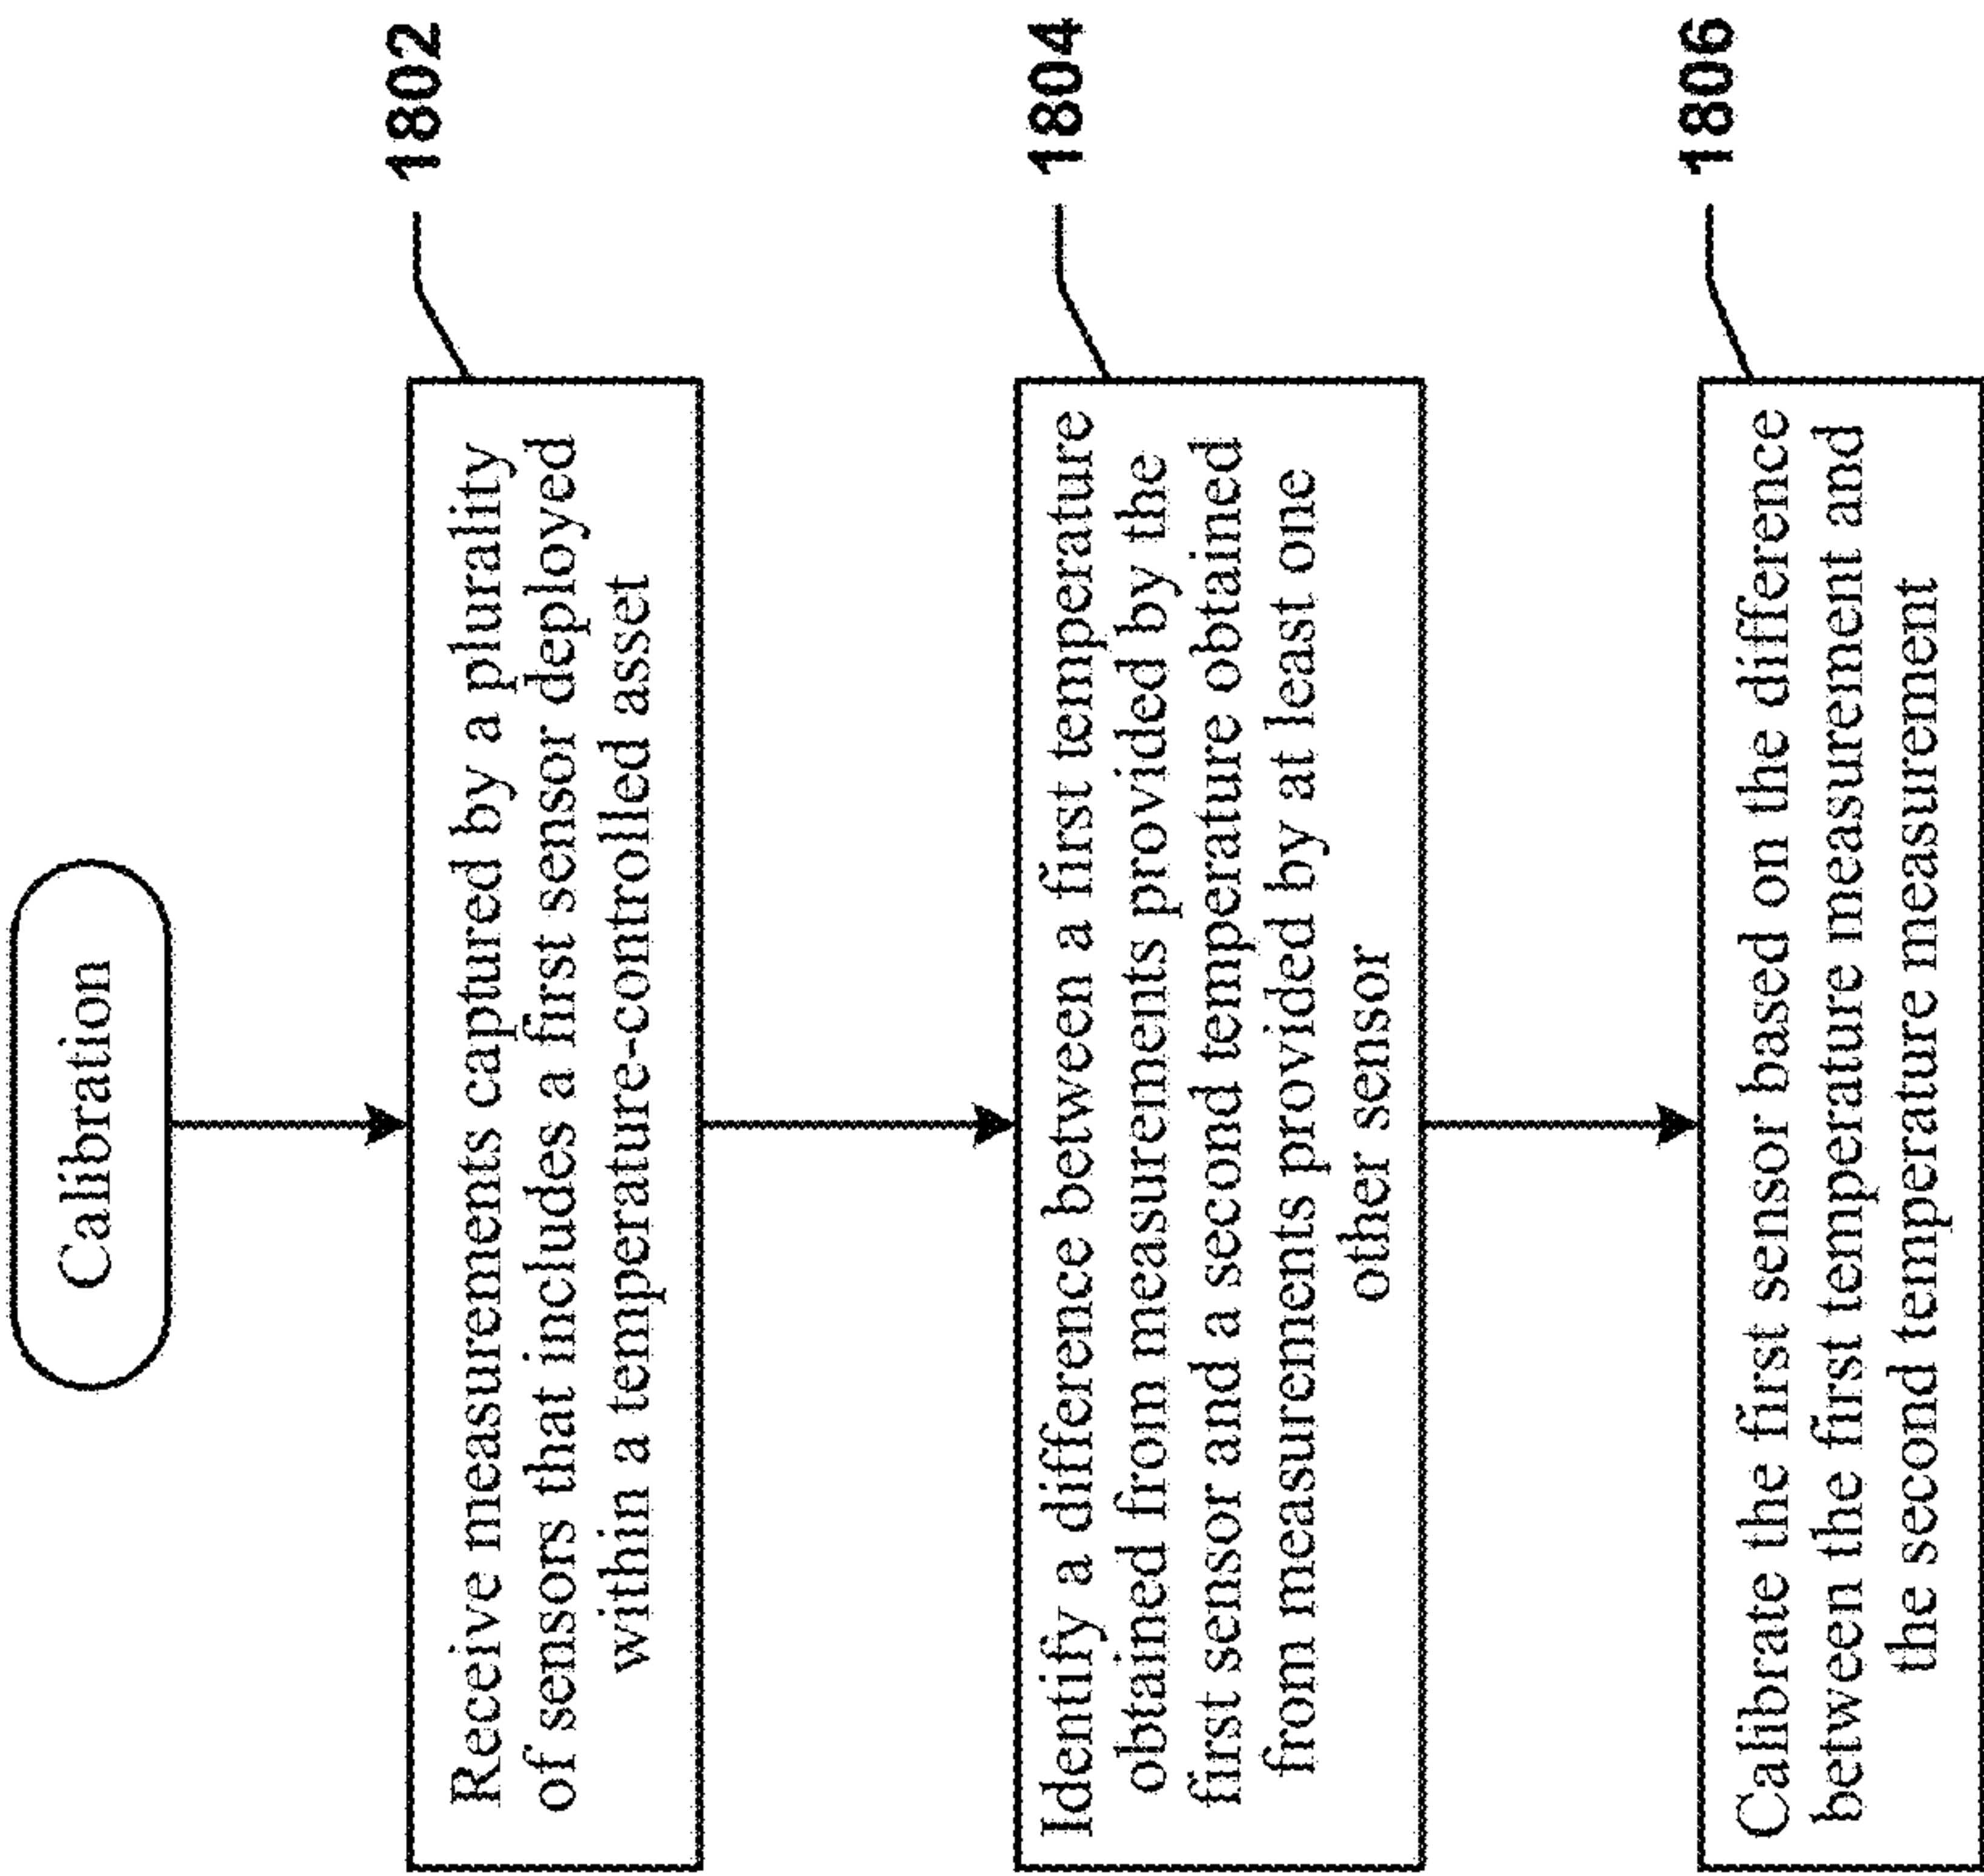 Calibration
Receive measurements captured by a plurality
of sensors that includes a first sensor deployed
within a temperature-controlled asset
1802
Identify a difference between a first temperature
obtained from measurements provided by the
first sensor and a second temperature obtained
from measurements provided by at least one
other sensor
1804
Calibrate the first sensor based on the difference
between the first temperature measurement and
the second temperature measurement
1806